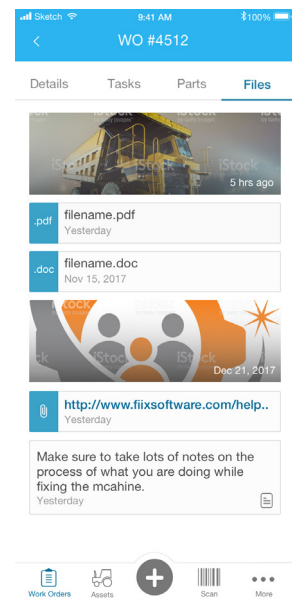 Sketch 9:41 AM 100%
WO #4512
Details Tasks Parts Files
iStock
iStock
5 hrs ago
.pdf filename.pdf
Yesterday
.doc filename.doc
Nov 15, 2017
iStock
iStock
Dec 21, 2017
http://www.fiixsoftware.com/help..
Yesterday
Make sure to take lots of notes on the
process of what you are doing while
fixing the mcahine.
Yesterday
Work Orders Assets Scan More